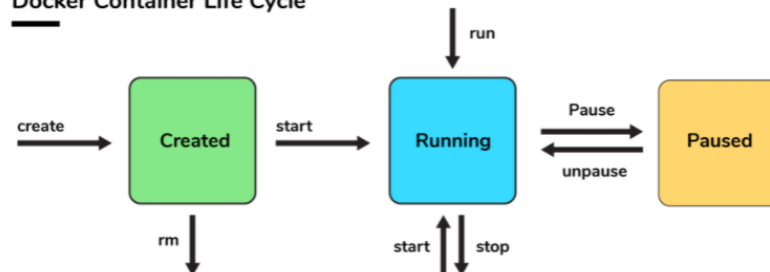 Docker Container Life Cycle
run
create
Created
start
Running
Pause
unpause
Paused
rm
start
stop